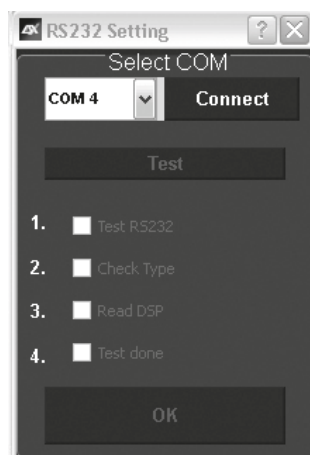 AX RS232 Setting ?
Select COM
COM 4 Connect
Test
1. Test RS232
2. Check Type
3. Read DSP
4. Test done
OK